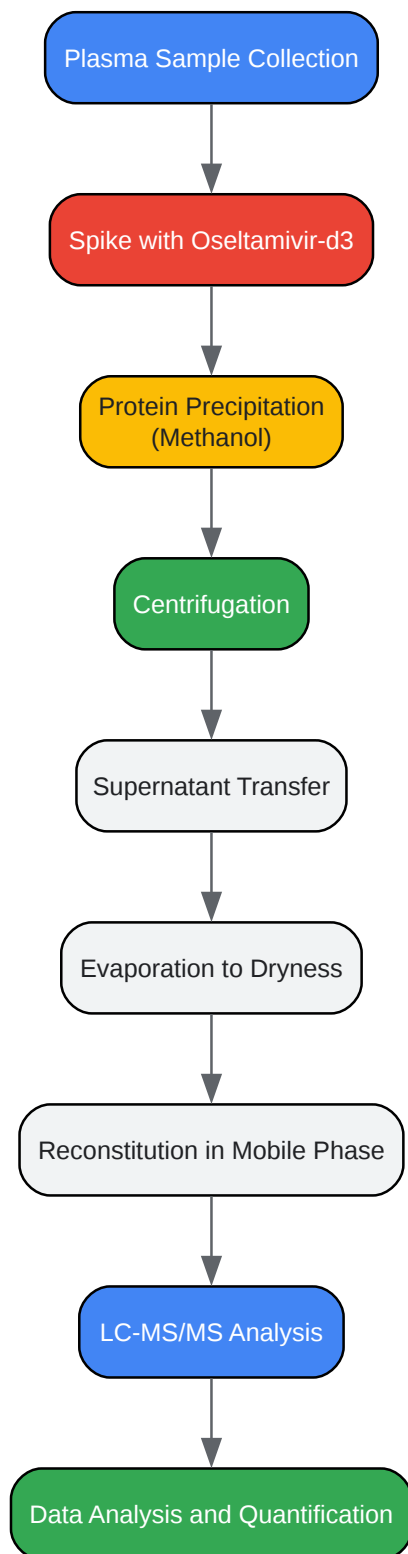 Plasma Sample Collection
Spike with Oseltamivir-d3
Protein Precipitation
(Methanol)
Centrifugation
Supernatant Transfer
Evaporation to Dryness
Reconstitution in Mobile Phase
LC-MS/MS Analysis
Data Analysis and Quantification